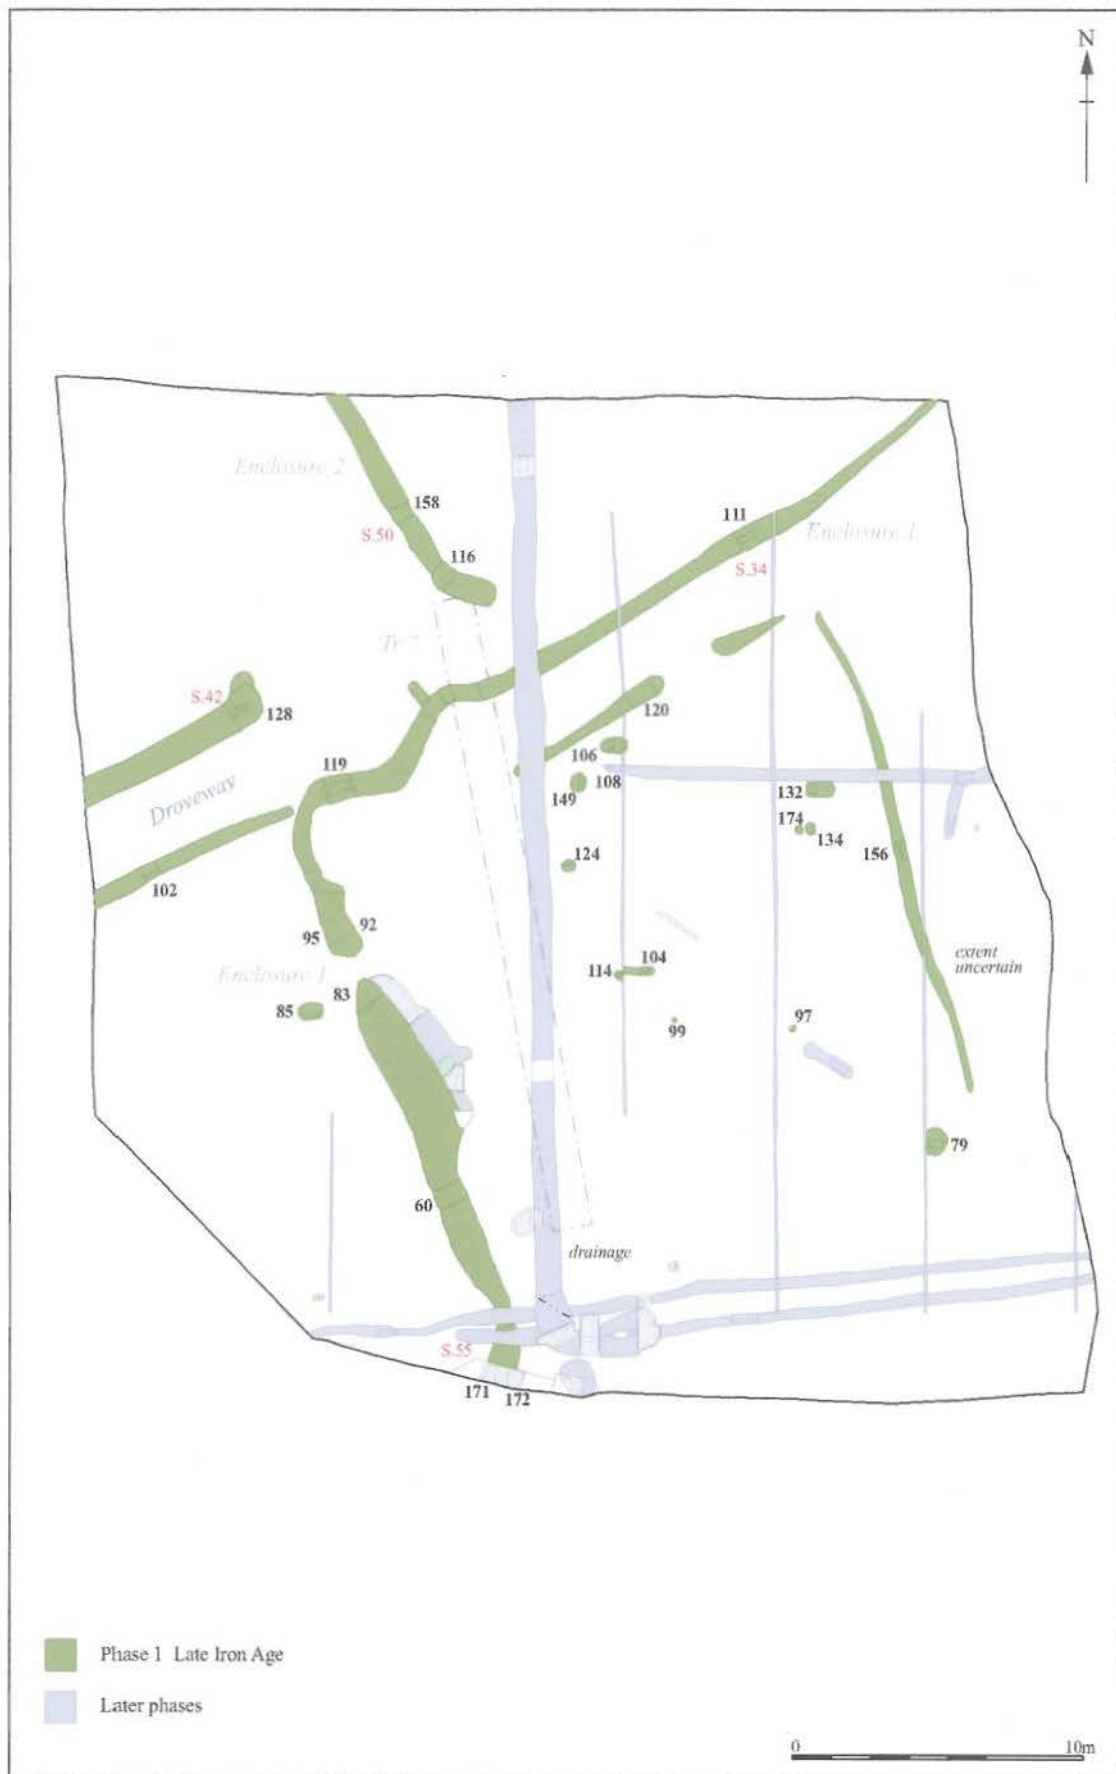 N
Enclosure 2
158
S.50
116
111
Enclosure 1
S.34
S.42
128
120
106
119
108
149
Droveway
132
174
134
124
156
102
92
95
104
114
extent
uncertain
Enclosure 1
83
85
99
97
79
60
drainage
S.55
171
172
Phase 1 Late Iron Age
Later phases
0
10m